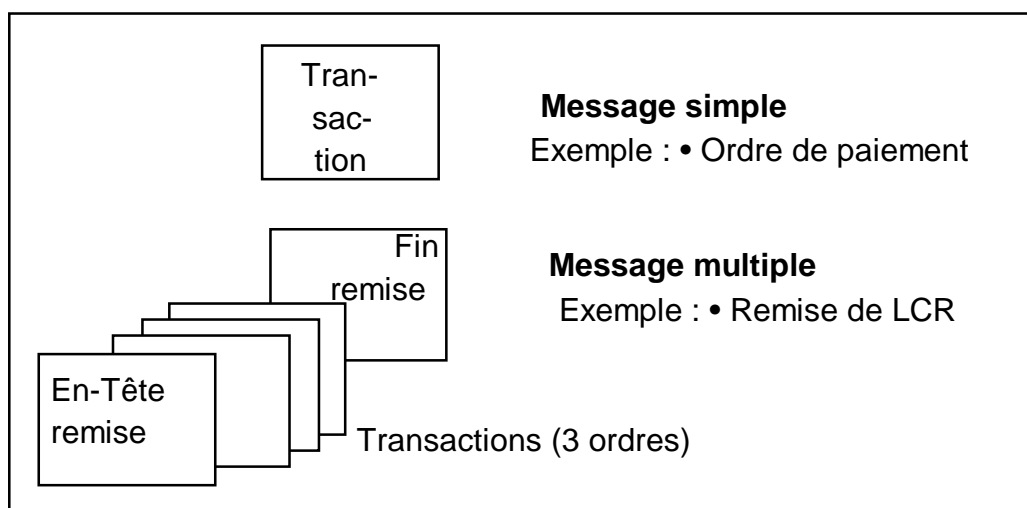 Tran-
sac-
tion
Message simple
Exemple : • Ordre de paiement
Fin
remise
Message multiple
Exemple : • Remise de LCR
En-Tête
remise
Transactions (3 ordres)